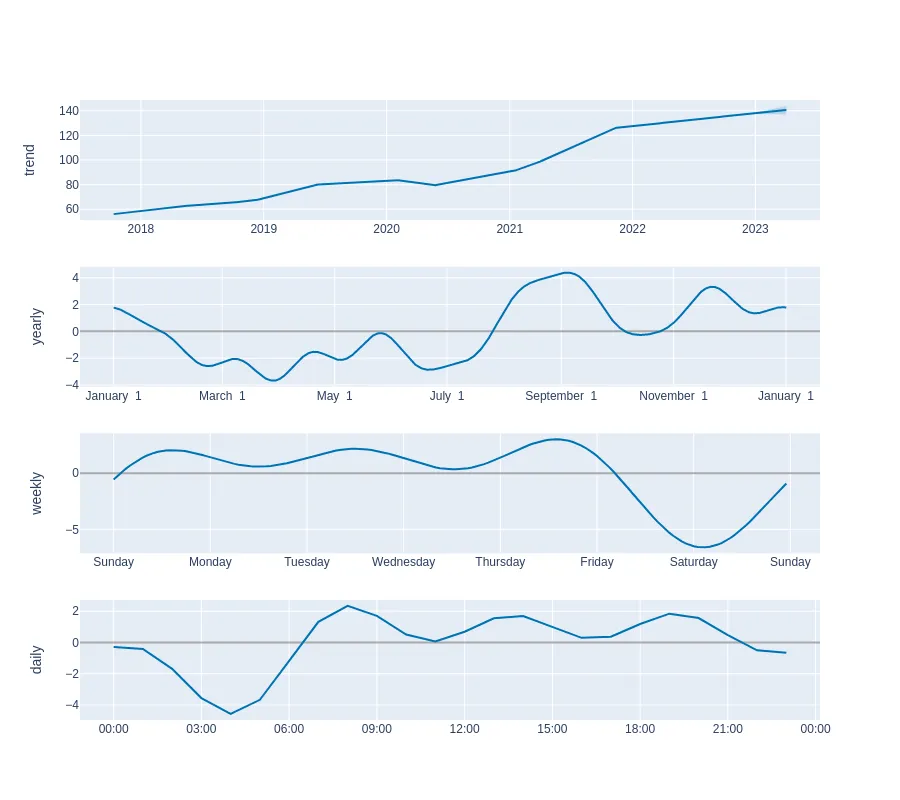 trend
140
120
100
80
60
2018 2019 2020 2021 2022 2023
yearly
4
2
0
−2
−4
January 1 March 1 May 1 July 1 September 1 November 1 January 1
weekly
0
−5
Sunday Monday Tuesday Wednesday Thursday Friday Saturday Sunday
daily
2
0
−2
−4
00:00 03:00 06:00 09:00 12:00 15:00 18:00 21:00 00:00